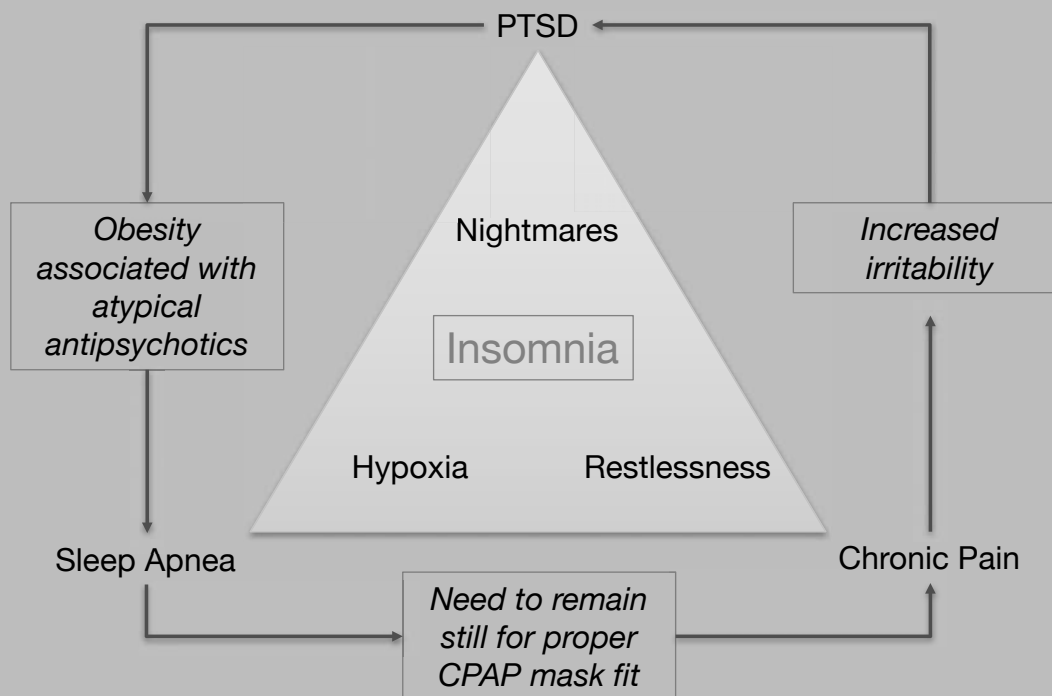 PTSD
Obesity
associated with
atypical
antipsychotics
Nightmares
Increased
irritability
Insomnia
Hypoxia
Restlessness
Sleep Apnea
Chronic Pain
Need to remain
still for proper
CPAP mask fit